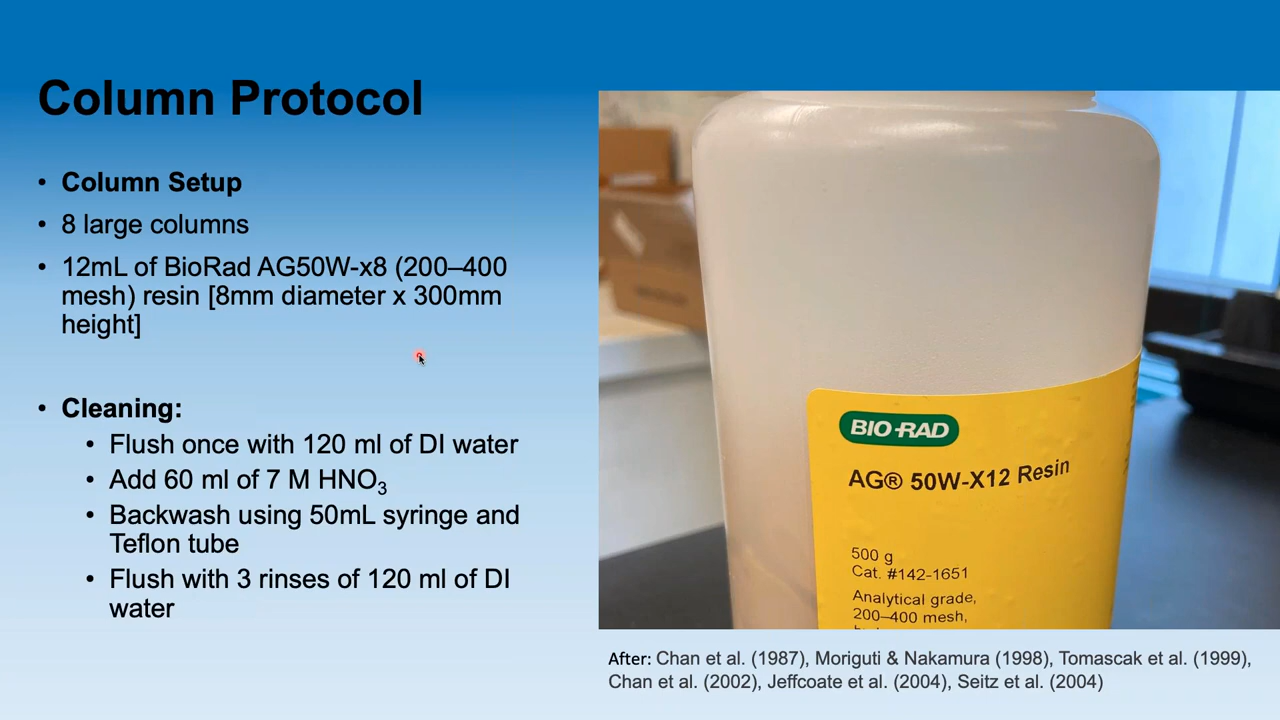 Column Protocol
• Column Setup
• 8 large columns
• 12mL of BioRad AG50W-x8 (200–400
mesh) resin [8mm diameter x 300mm
height]
• Cleaning:
• Flush once with 120 ml of DI water
• Add 60 ml of 7 M HNO₃
• Backwash using 50mL syringe and
Teflon tube
• Flush with 3 rinses of 120 ml of DI
water
BIO-RAD
AG® 50W-X12 Resin
500 g
Cat. #142-1651
Analytical grade,
200–400 mesh,
After: Chan et al. (1987), Moriguti & Nakamura (1998), Tomascak et al. (1999),
Chan et al. (2002), Jeffcoate et al. (2004), Seitz et al. (2004)